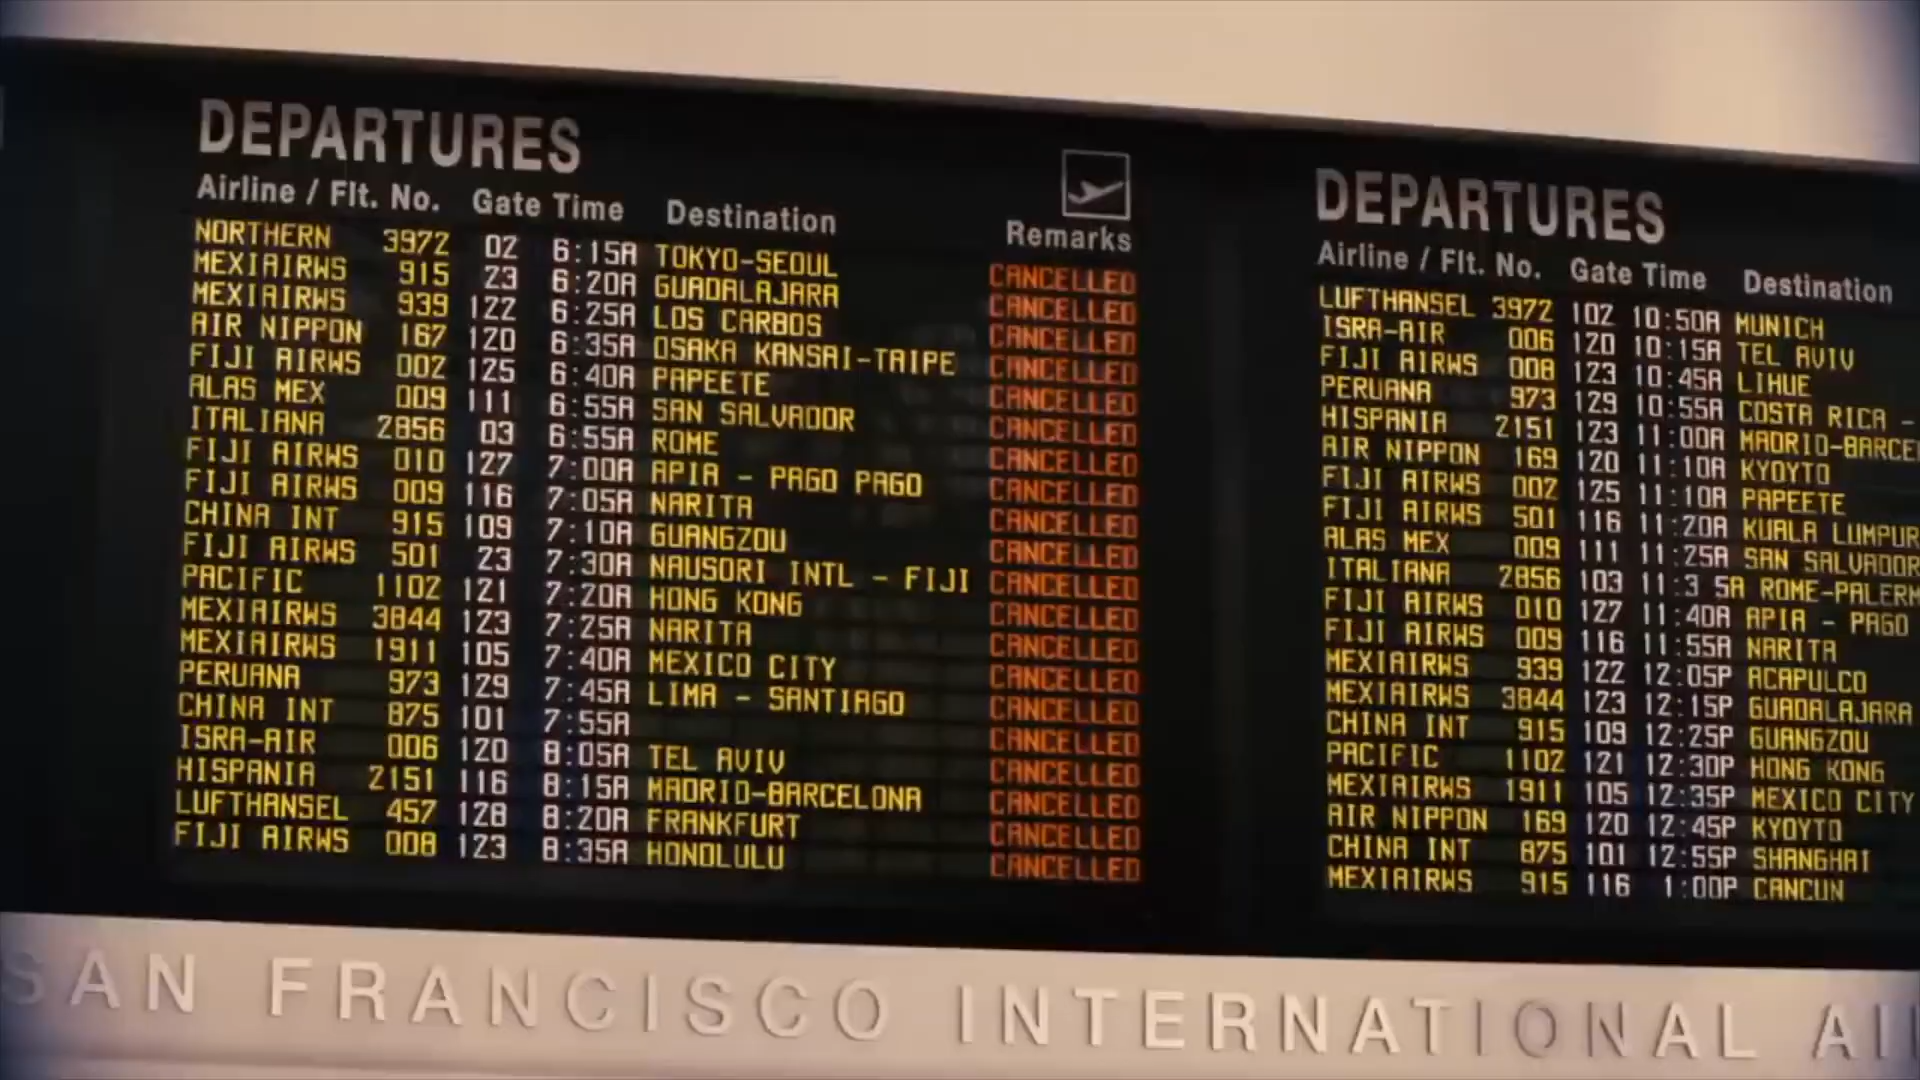 DEPARTURES
Airline / Flt. No. Gate Time Destination Remarks
NORTHERN 3972 02 6:15A TOKYO-SEOUL CANCELLED
MEXIAIRWS 915 23 6:20A GUADALAJARA CANCELLED
MEXIAIRWS 939 122 6:25A LOS CARBOS CANCELLED
AIR NIPPON 167 120 6:35A OSAKA KANSAI-TAIPE CANCELLED
FIJI AIRWS 002 125 6:40A PAPEETE CANCELLED
ALAS MEX 009 111 6:55A SAN SALVADOR CANCELLED
ITALIANA 2856 03 6:55A ROME CANCELLED
FIJI AIRWS 010 127 7:00A APIA - PAGO PAGO CANCELLED
FIJI AIRWS 009 116 7:05A NARITA CANCELLED
CHINA INT 915 109 7:10A GUANGZOU CANCELLED
FIJI AIRWS 501 23 7:30A NAUSORI INTL - FIJI CANCELLED
PACIFIC 1102 121 7:20A HONG KONG CANCELLED
MEXIAIRWS 3844 123 7:25A NARITA CANCELLED
MEXIAIRWS 1911 105 7:40A MEXICO CITY CANCELLED
PERUANA 973 129 7:45A LIMA - SANTIAGO CANCELLED
CHINA INT 875 101 7:55A CANCELLED
ISRA-AIR 006 120 8:05A TEL AVIV CANCELLED
HISPANIA 2151 116 8:15A MADRID-BARCELONA CANCELLED
LUFTHANSEL 457 128 8:20A FRANKFURT CANCELLED
FIJI AIRWS 008 123 8:35A HONOLULU CANCELLED
DEPARTURES
Airline / Flt. No. Gate Time Destination
LUFTHANSEL 3972 102 10:50A MUNICH
ISRA-AIR 006 120 10:15A TEL AVIV
FIJI AIRWS 008 123 10:45A LIHUE
PERUANA 973 129 10:55A COSTA RICA -
HISPANIA 2151 123 11:00A MADRID-BARCE
AIR NIPPON 169 120 11:10A KYOYTO
FIJI AIRWS 002 125 11:10A PAPEETE
FIJI AIRWS 501 116 11:20A KUALA LUMPUR
ALAS MEX 009 111 11:25A SAN SALVADOR
ITALIANA 2856 103 11:3 5A ROME-PALERM
FIJI AIRWS 010 127 11:40A APIA - PAGO
FIJI AIRWS 009 116 11:55A NARITA
MEXIAIRWS 939 122 12:05P ACAPULCO
MEXIAIRWS 3844 123 12:15P GUADALAJARA
CHINA INT 915 109 12:25P GUANGZOU
PACIFIC 1102 121 12:30P HONG KONG
MEXIAIRWS 1911 105 12:35P MEXICO CITY
AIR NIPPON 169 120 12:45P KYOYTO
CHINA INT 875 101 12:55P SHANGHAI
MEXIAIRWS 915 116 1:00P CANCUN
SAN FRANCISCO INTERNATIONAL AI